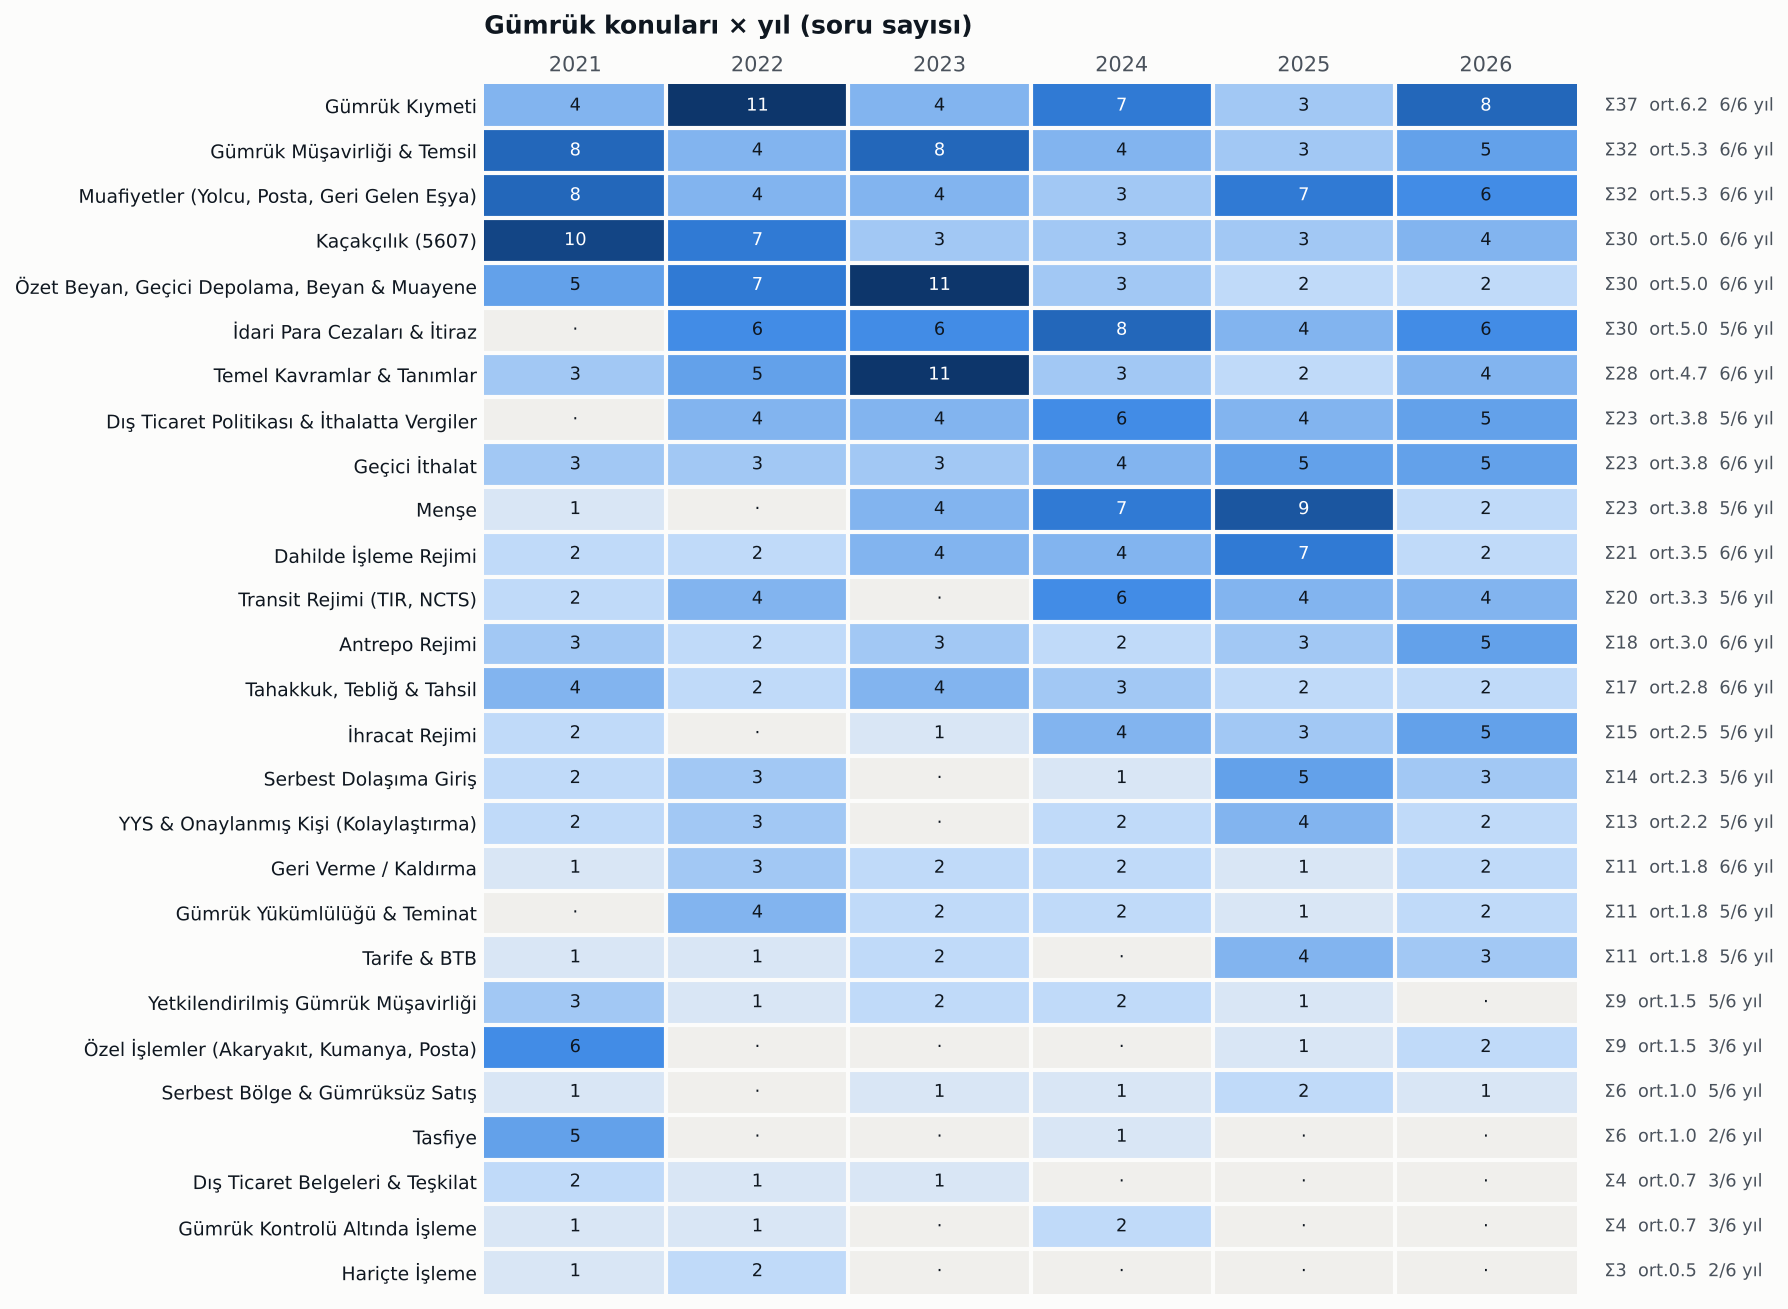 Gümrük konuları × yıl (soru sayısı)
2021 2022 2023 2024 2025 2026
Gümrük Kıymeti 4 11 4 7 3 8 Σ37 ort.6.2 6/6 yıl
Gümrük Müşavirliği & Temsil 8 4 8 4 3 5 Σ32 ort.5.3 6/6 yıl
Muafiyetler (Yolcu, Posta, Geri Gelen Eşya) 8 4 4 3 7 6 Σ32 ort.5.3 6/6 yıl
Kaçakçılık (5607) 10 7 3 3 3 4 Σ30 ort.5.0 6/6 yıl
Özet Beyan, Geçici Depolama, Beyan & Muayene 5 7 11 3 2 2 Σ30 ort.5.0 6/6 yıl
İdari Para Cezaları & İtiraz · 6 6 8 4 6 Σ30 ort.5.0 5/6 yıl
Temel Kavramlar & Tanımlar 3 5 11 3 2 4 Σ28 ort.4.7 6/6 yıl
Dış Ticaret Politikası & İthalatta Vergiler · 4 4 6 4 5 Σ23 ort.3.8 5/6 yıl
Geçici İthalat 3 3 3 4 5 5 Σ23 ort.3.8 6/6 yıl
Menşe 1 · 4 7 9 2 Σ23 ort.3.8 5/6 yıl
Dahilde İşleme Rejimi 2 2 4 4 7 2 Σ21 ort.3.5 6/6 yıl
Transit Rejimi (TIR, NCTS) 2 4 · 6 4 4 Σ20 ort.3.3 5/6 yıl
Antrepo Rejimi 3 2 3 2 3 5 Σ18 ort.3.0 6/6 yıl
Tahakkuk, Tebliğ & Tahsil 4 2 4 3 2 2 Σ17 ort.2.8 6/6 yıl
İhracat Rejimi 2 · 1 4 3 5 Σ15 ort.2.5 5/6 yıl
Serbest Dolaşıma Giriş 2 3 · 1 5 3 Σ14 ort.2.3 5/6 yıl
YYS & Onaylanmış Kişi (Kolaylaştırma) 2 3 · 2 4 2 Σ13 ort.2.2 5/6 yıl
Geri Verme / Kaldırma 1 3 2 2 1 2 Σ11 ort.1.8 6/6 yıl
Gümrük Yükümlülüğü & Teminat · 4 2 2 1 2 Σ11 ort.1.8 5/6 yıl
Tarife & BTB 1 1 2 · 4 3 Σ11 ort.1.8 5/6 yıl
Yetkilendirilmiş Gümrük Müşavirliği 3 1 2 2 1 · Σ9 ort.1.5 5/6 yıl
Özel İşlemler (Akaryakıt, Kumanya, Posta) 6 · · · 1 2 Σ9 ort.1.5 3/6 yıl
Serbest Bölge & Gümrüksüz Satış 1 · 1 1 2 1 Σ6 ort.1.0 5/6 yıl
Tasfiye 5 · · 1 · · Σ6 ort.1.0 2/6 yıl
Dış Ticaret Belgeleri & Teşkilat 2 1 1 · · · Σ4 ort.0.7 3/6 yıl
Gümrük Kontrolü Altında İşleme 1 1 · 2 · · Σ4 ort.0.7 3/6 yıl
Hariçte İşleme 1 2 · · · · Σ3 ort.0.5 2/6 yıl